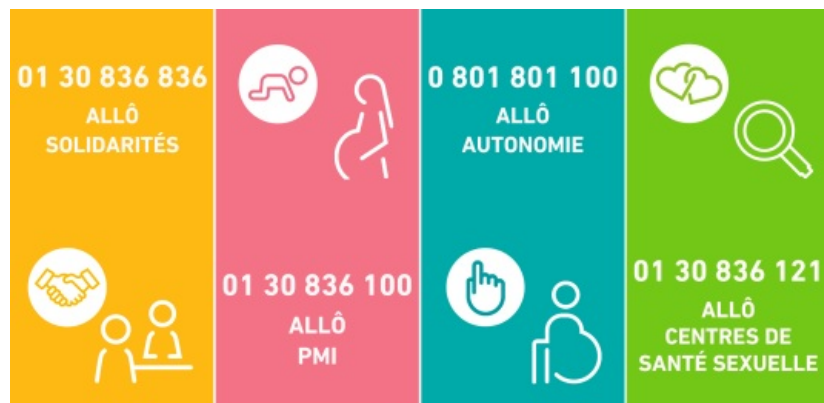 01 30 836 836
ALLÔ
SOLIDARITÉS
01 30 836 100
ALLÔ
PMI
0 801 801 100
ALLÔ
AUTONOMIE
01 30 836 121
ALLÔ
CENTRES DE
SANTÉ SEXUELLE